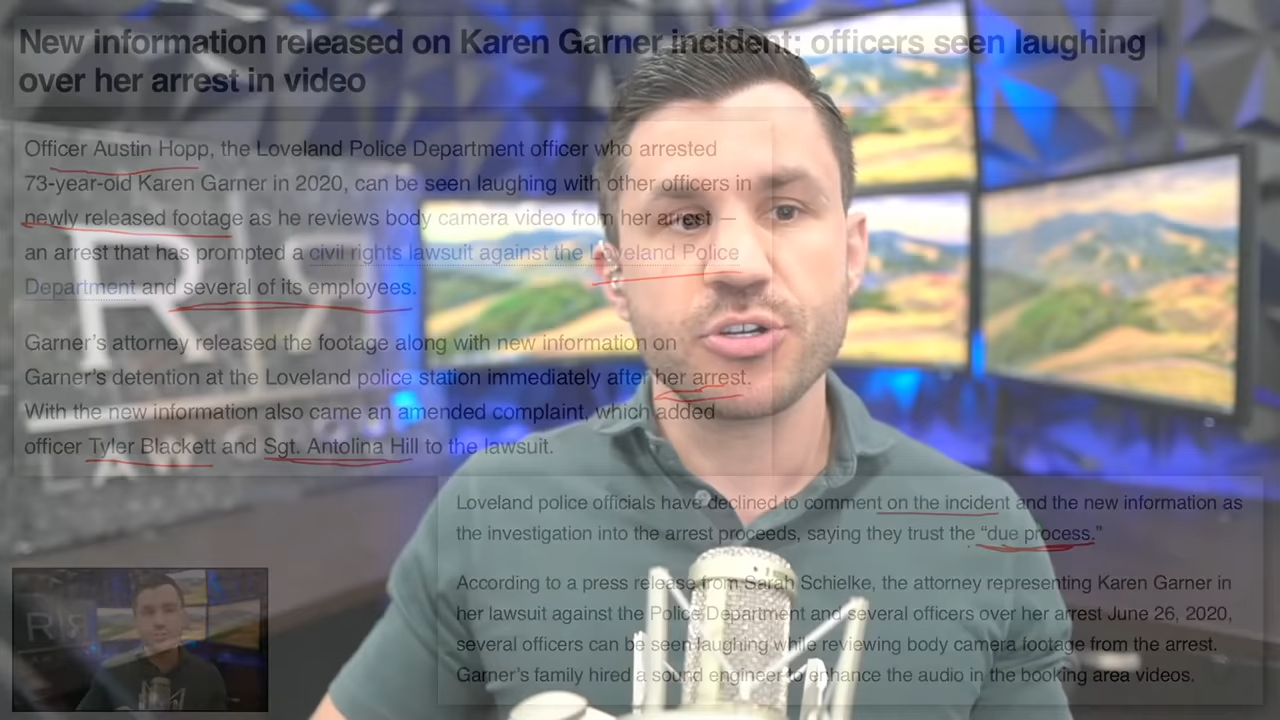 New information released on Karen Garner incident; officers seen laughing
over her arrest in video
Officer Austin Hopp, the Loveland Police Department officer who arrested
73-year-old Karen Garner in 2020, can be seen laughing with other officers in
newly released footage as he reviews body camera video from her arrest —
an arrest that has prompted a civil rights lawsuit against the Loveland Police
Department and several of its employees.
Garner’s attorney released the footage along with new information on
Garner’s detention at the Loveland police station immediately after her arrest.
With the new information also came an amended complaint, which added
officer Tyler Blackett and Sgt. Antolina Hill to the lawsuit.
R|R
LAW
Loveland police officials have declined to comment on the incident and the new information as
the investigation into the arrest proceeds, saying they trust the “due process.”
According to a press release from Sarah Schielke, the attorney representing Karen Garner in
her lawsuit against the Police Department and several officers over her arrest June 26, 2020,
several officers can be seen laughing while reviewing body camera footage from the arrest.
Garner’s family hired a sound engineer to enhance the audio in the booking area videos.
R|R